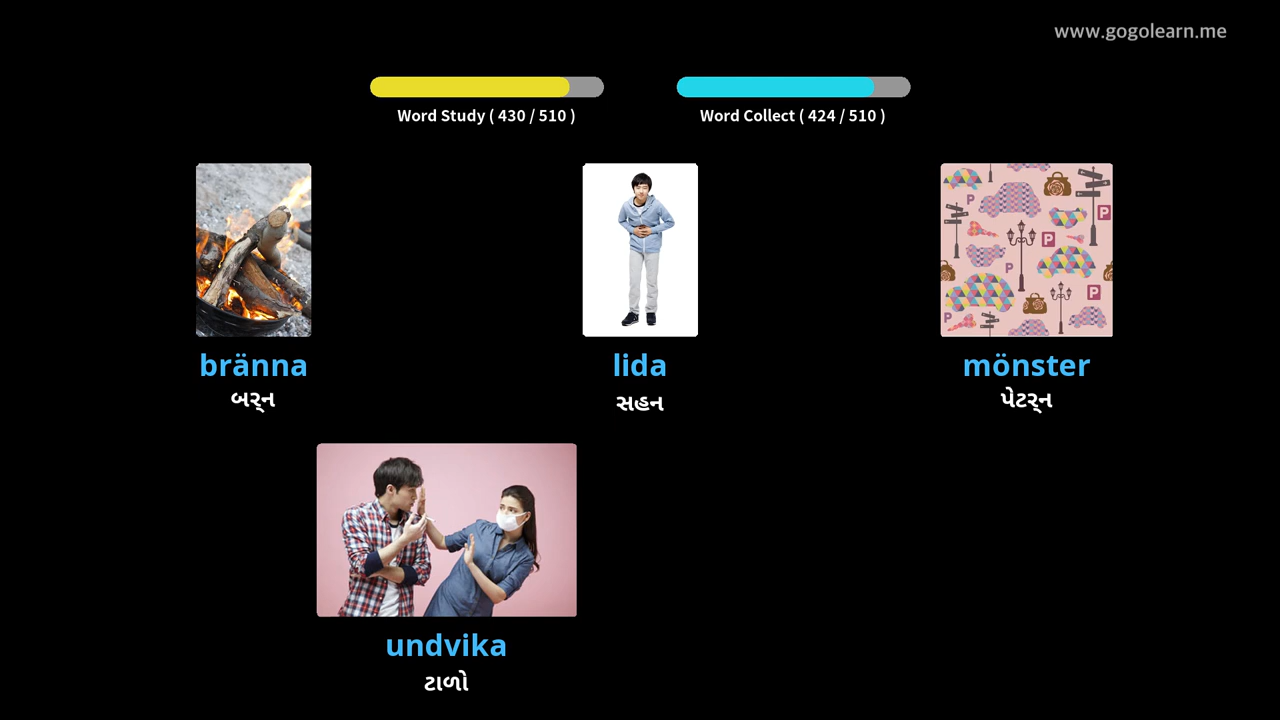 www.gogolearn.me
Word Study ( 430 / 510 )
Word Collect ( 424 / 510 )
bränna
બર્ન
lida
સહન
mönster
પેટર્ન
undvika
ટાળો